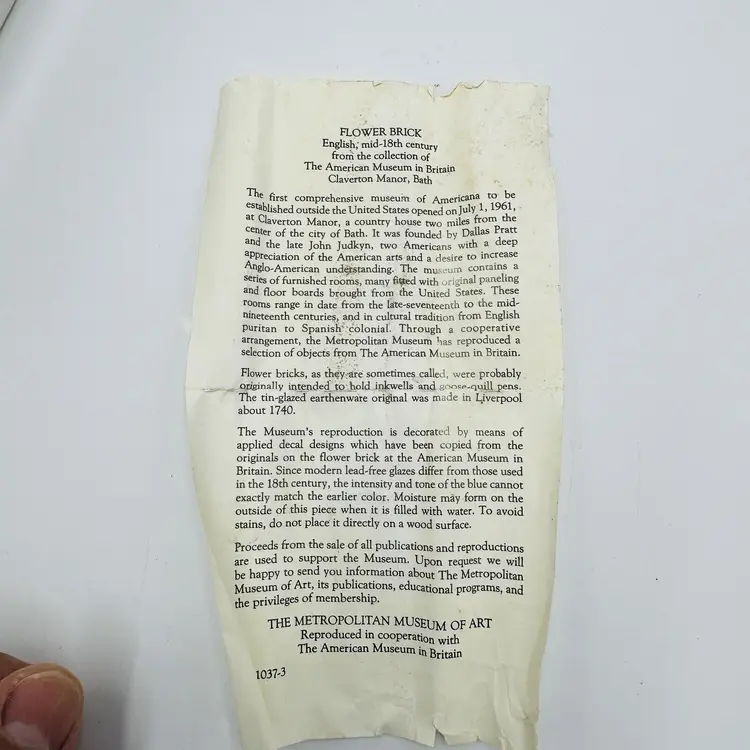 FLOWER BRICK
English, mid-18th century
from the collection of
The American Museum in Britain
Claverton Manor, Bath
The first comprehensive museum of Americana to be
established outside the United States opened on July 1, 1961,
at Claverton Manor, a country house two miles from the
center of the city of Bath. It was founded by Dallas Pratt
and the late John Judkyn, two Americans with a deep
appreciation of the American arts and a desire to increase
Anglo-American understanding. The museum contains a
series of furnished rooms, many fitted with original paneling
and floor boards brought from the United States. These
rooms range in date from the late-seventeenth to the mid-
nineteenth centuries, and in cultural tradition from English
puritan to Spanish colonial. Through a cooperative
arrangement, the Metropolitan Museum has reproduced a
selection of objects from The American Museum in Britain.
Flower bricks, as they are sometimes called, were probably
originally intended to hold inkwells and goose-quill pens.
The tin-glazed earthenware original was made in Liverpool
about 1740.
The Museum's reproduction is decorated by means of
applied decal designs which have been copied from the
originals on the flower brick at the American Museum in
Britain. Since modern lead-free glazes differ from those used
in the 18th century, the intensity and tone of the blue cannot
exactly match the earlier color. Moisture may form on the
outside of this piece when it is filled with water. To avoid
stains, do not place it directly on a wood surface.
Proceeds from the sale of all publications and reproductions
are used to support the Museum. Upon request we will
be happy to send you information about The Metropolitan
Museum of Art, its publications, educational programs, and
the privileges of membership.
THE METROPOLITAN MUSEUM OF ART
Reproduced in cooperation with
The American Museum in Britain
1037-3